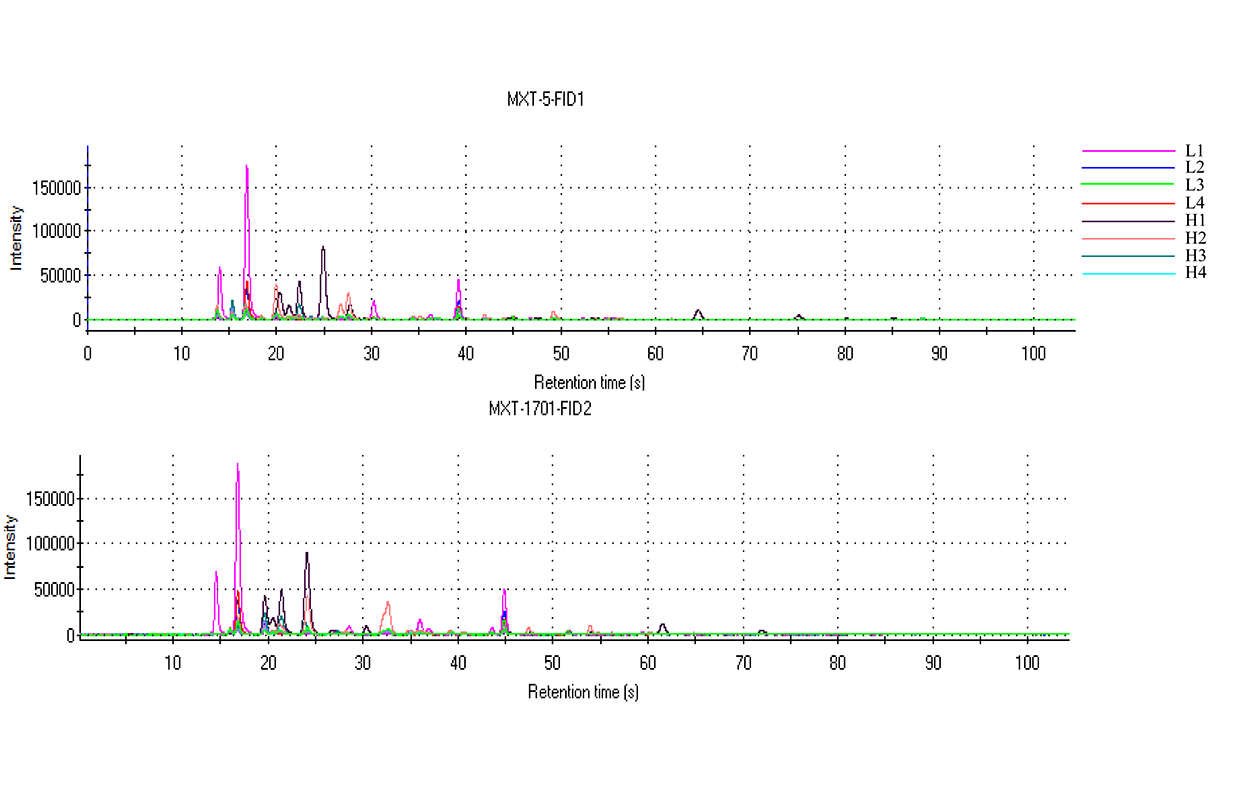 MXT-5-FID1
150000
100000
50000
0
Intensity
0 10 20 30 40 50 60 70 80 90 100
Retention time (s)
L1
L2
L3
L4
H1
H2
H3
H4
MXT-1701-FID2
150000
100000
50000
0
Intensity
10 20 30 40 50 60 70 80 90 100
Retention time (s)